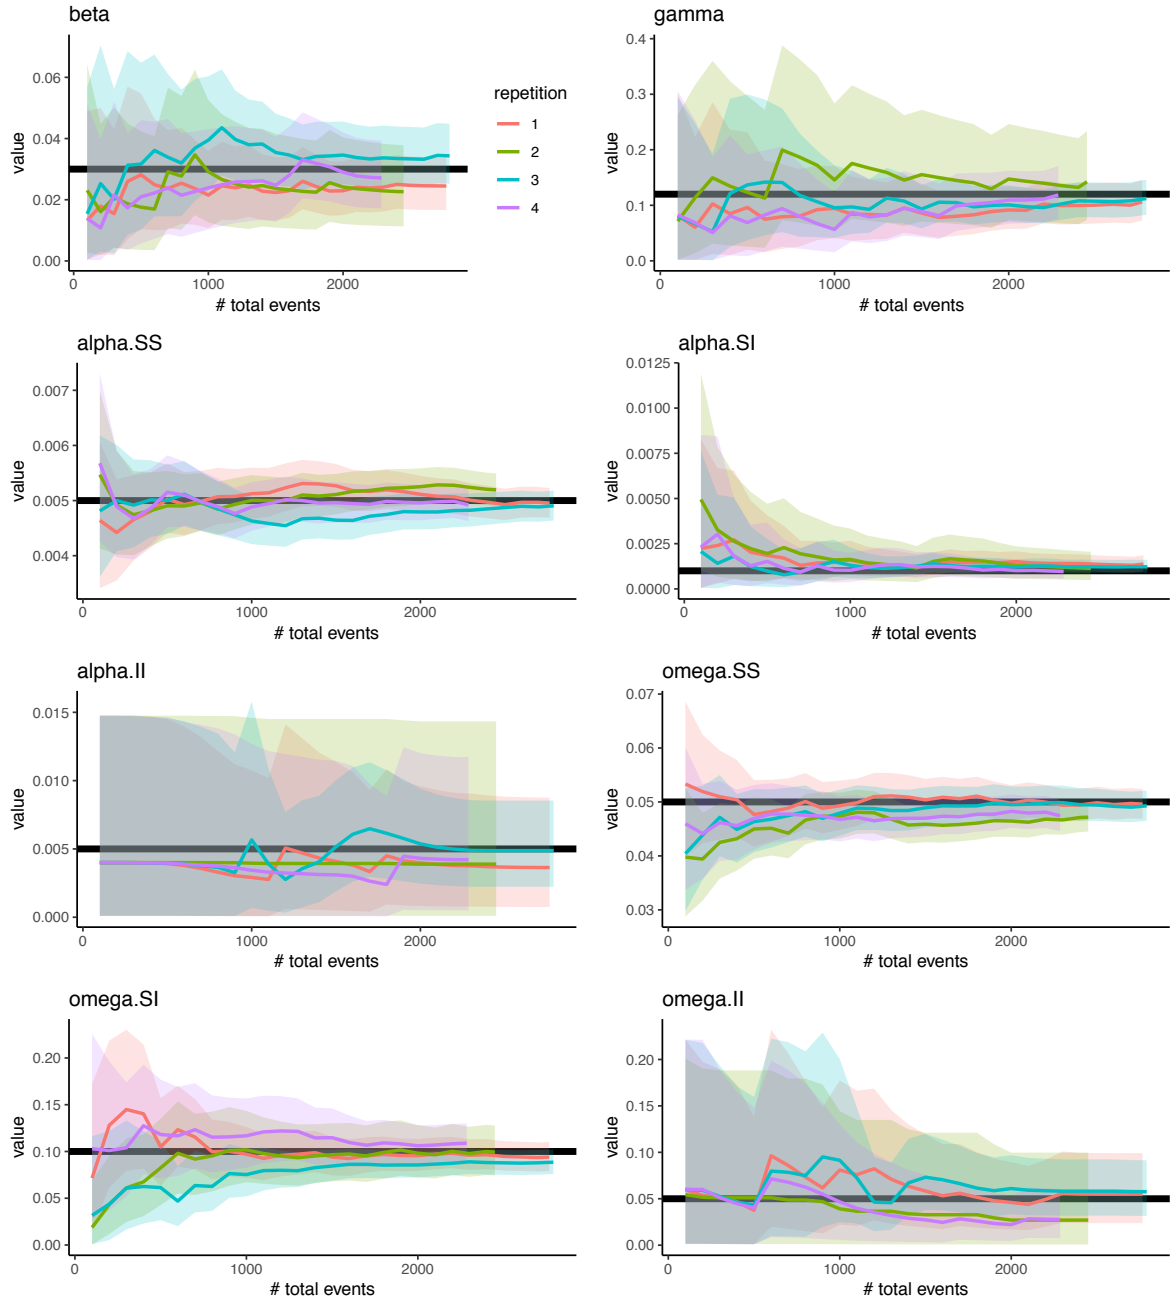 beta
0.06
0.04
0.02
0.00
value
0
1000
2000
# total events
repetition
1
2
3
4
gamma
0.4
0.3
0.2
0.1
0.0
value
0
1000
2000
# total events
alpha.SS
0.007
0.006
0.005
0.004
value
0
1000
2000
# total events
alpha.SI
0.0125
0.0100
0.0050
0.0025
0.0000
value
0
1000
2000
# total events
alpha.II
0.015
0.010
0.005
0.000
value
0
1000
2000
# total events
omega.SS
0.07
0.06
0.05
0.04
0.03
value
0
1000
2000
# total events
omega.SI
0.20
0.15
0.10
0.05
0.00
value
0
1000
2000
# total events
omega.II
0.20
0.15
0.10
0.05
0.00
value
0
1000
2000
# total events